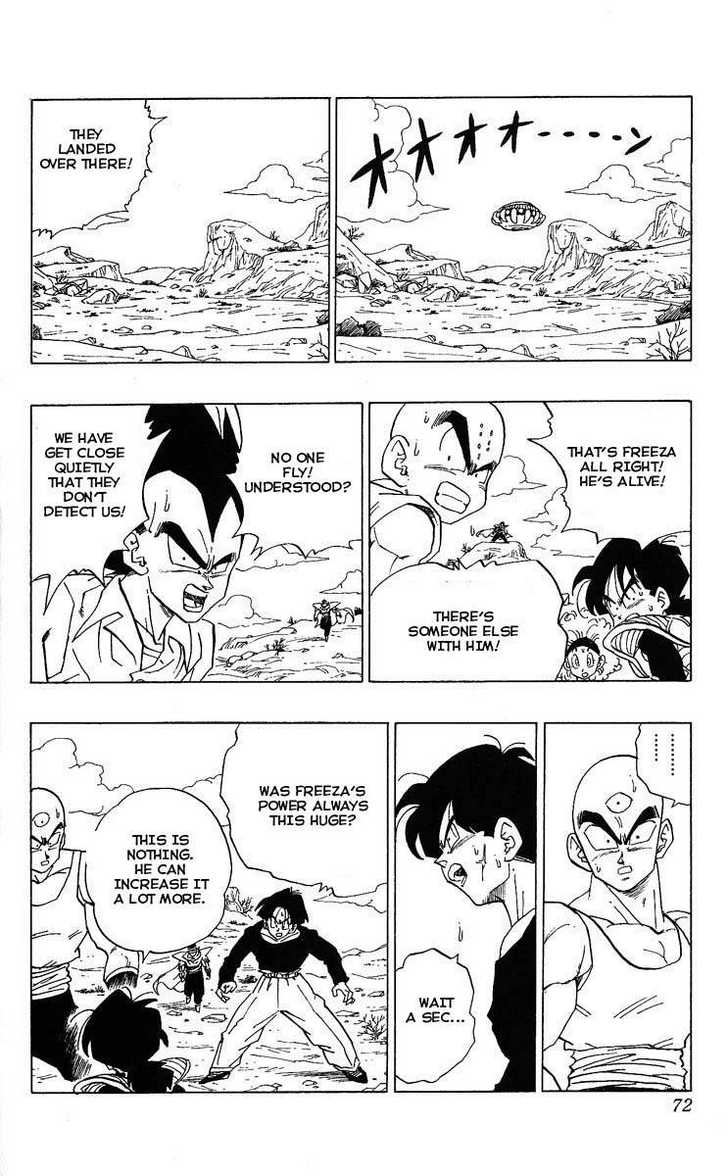 オオオオ-----ン
THEY
LANDED
OVER THERE!
THAT'S FREEZA
ALL RIGHT!
HE'S ALIVE!
THERE'S
SOMEONE ELSE
WITH HIM!
NO ONE
FLY!
UNDERSTOOD?
WE HAVE
GET CLOSE
QUIETLY
THAT THEY
DON'T
DETECT US!
........
WAIT
A SEC...
WAS FREEZA'S
POWER ALWAYS
THIS HUGE?
THIS IS
NOTHING.
HE CAN
INCREASE IT
A LOT MORE.
72